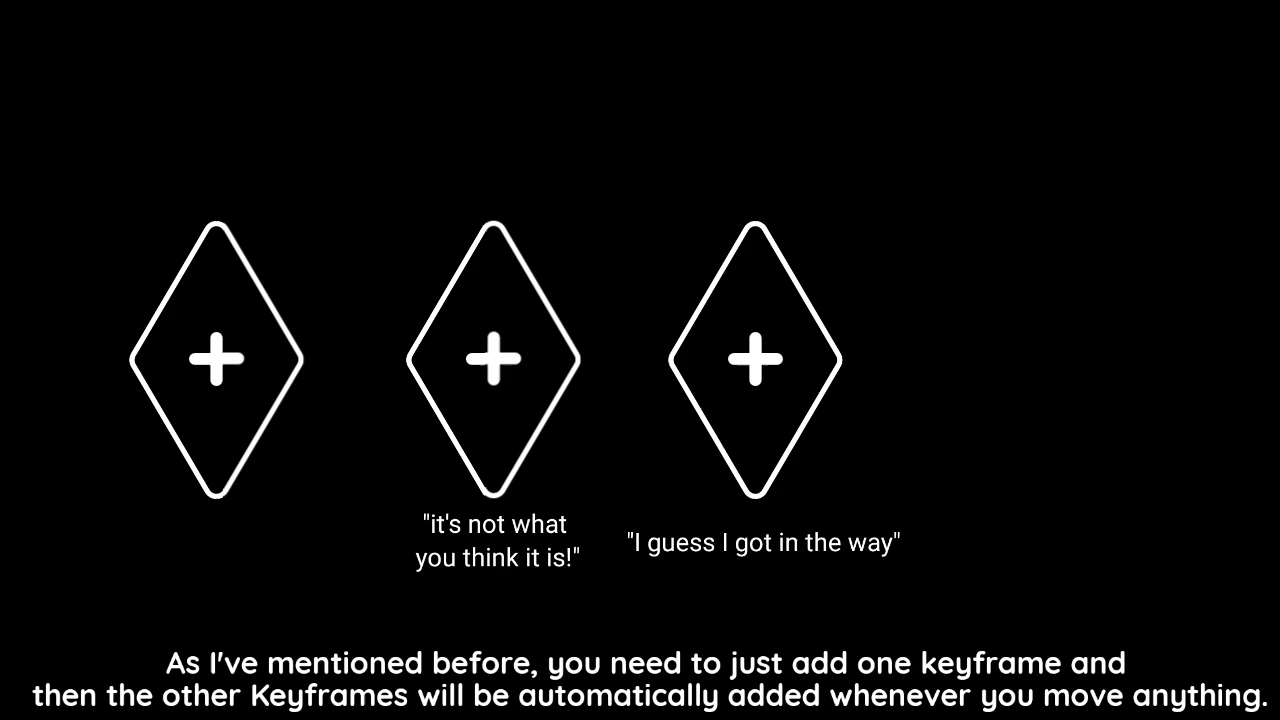 "it's not what
you think it is!"
"I guess I got in the way"
As I've mentioned before, you need to just add one keyframe and
then the other Keyframes will be automatically added whenever you move anything.